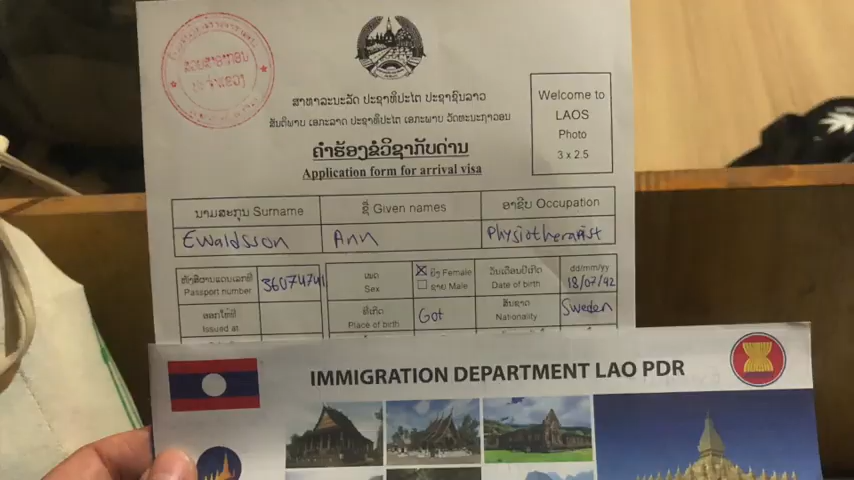 ສາທາລະນະລັດ ປະຊາທິປະໄຕ ປະຊາຊົນລາວ
ສັນຕິພາບ ເອກະລາດ ປະຊາທິປະໄຕ ເອກະພາບ ວັດທະນະຖາວອນ
ຄຳຮ້ອງຂໍວິຊາກັບດ່ານ
Application form for arrival visa
Welcome to
LAOS
Photo
3 x 2.5
ນາມສະກຸນ Surname
ຊື່ Given names
ອາຊີບ Occupation
Ewaldsson
Ann
Physiotherapist
ໜັງສືຜ່ານແດນເລກທີ
Passport number
36074741
ເພດ
Sex
ຍິງ Female
ຊາຍ Male
ວັນເດືອນປີເກີດ
Date of birth
dd/mm/yy
18/07/92
ອອກໃຫ້ທີ່
Issued at
ທີ່ເກີດ
Place of birth
Got
ສັນຊາດ
Nationality
Sweden
IMMIGRATION DEPARTMENT LAO PDR